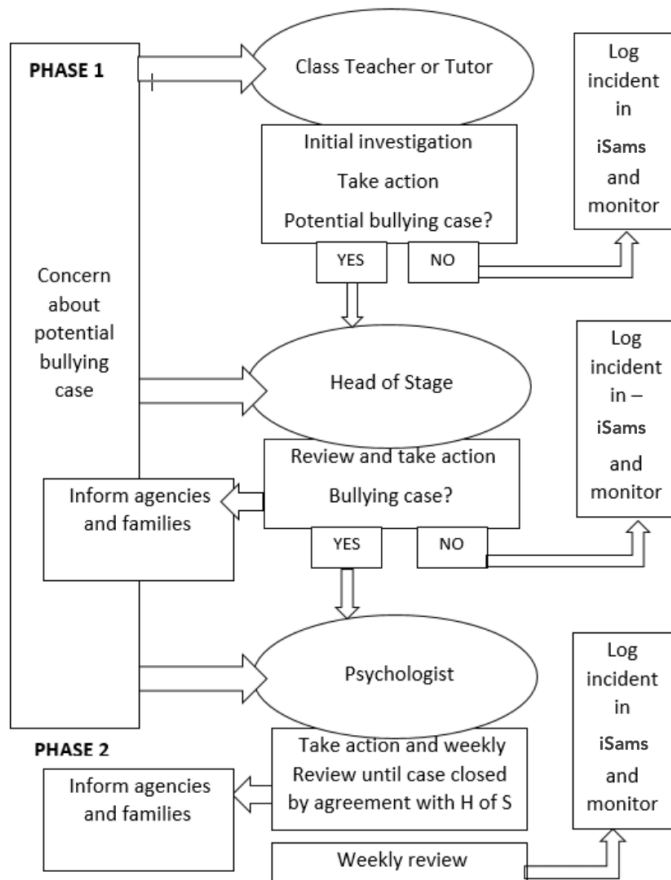 PHASE 1
Concern
about
potential
bullying
case
Class Teacher or Tutor
Initial investigation
Take action
Potential bullying case?
YES
NO
Log
incident
in
iSams
and
monitor
Head of Stage
Review and take action
Bullying case?
Inform agencies
and families
YES
NO
Log
incident
in –
iSams
and
monitor
Psychologist
PHASE 2
Take action and weekly
Review until case closed
by agreement with H of S
Inform agencies
and families
Log
incident
in
iSams
and
monitor
Weekly review